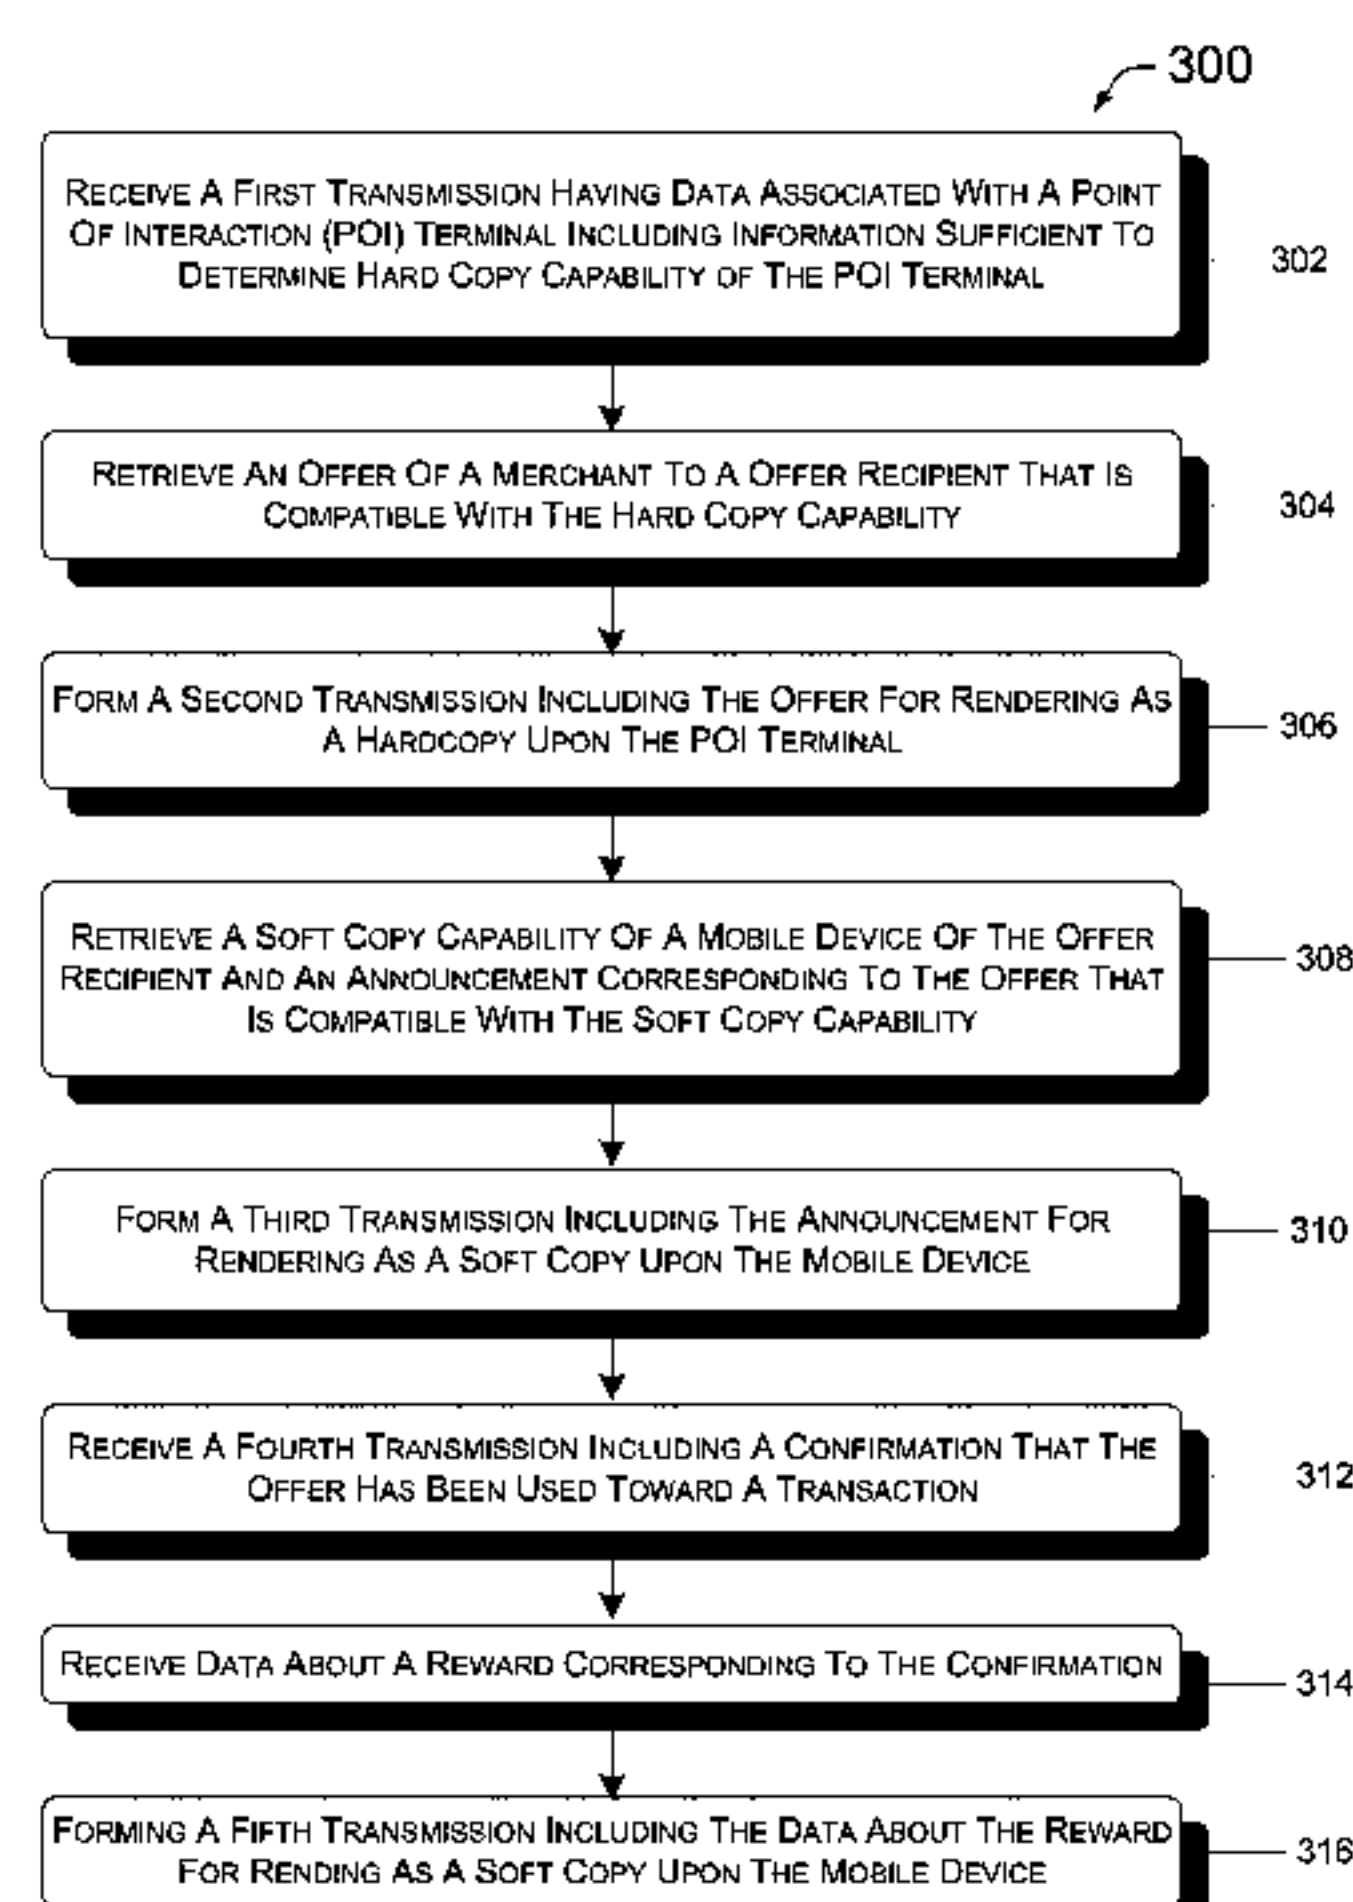 300
RECEIVE A FIRST TRANSMISSION HAVING DATA ASSOCIATED WITH A POINT
OF INTERACTION (POI) TERMINAL INCLUDING INFORMATION SUFFICIENT TO
DETERMINE HARD COPY CAPABILITY OF THE POI TERMINAL
302
RETRIEVE AN OFFER OF A MERCHANT TO A OFFER RECIPIENT THAT IS
COMPATIBLE WITH THE HARD COPY CAPABILITY
304
FORM A SECOND TRANSMISSION INCLUDING THE OFFER FOR RENDERING AS
A HARDCOPY UPON THE POI TERMINAL
306
RETRIEVE A SOFT COPY CAPABILITY OF A MOBILE DEVICE OF THE OFFER
RECIPIENT AND AN ANNOUNCEMENT CORRESPONDING TO THE OFFER THAT
IS COMPATIBLE WITH THE SOFT COPY CAPABILITY
308
FORM A THIRD TRANSMISSION INCLUDING THE ANNOUNCEMENT FOR
RENDERING AS A SOFT COPY UPON THE MOBILE DEVICE
310
RECEIVE A FOURTH TRANSMISSION INCLUDING A CONFIRMATION THAT THE
OFFER HAS BEEN USED TOWARD A TRANSACTION
312
RECEIVE DATA ABOUT A REWARD CORRESPONDING TO THE CONFIRMATION
314
FORMING A FIFTH TRANSMISSION INCLUDING THE DATA ABOUT THE REWARD
FOR RENDING AS A SOFT COPY UPON THE MOBILE DEVICE
316